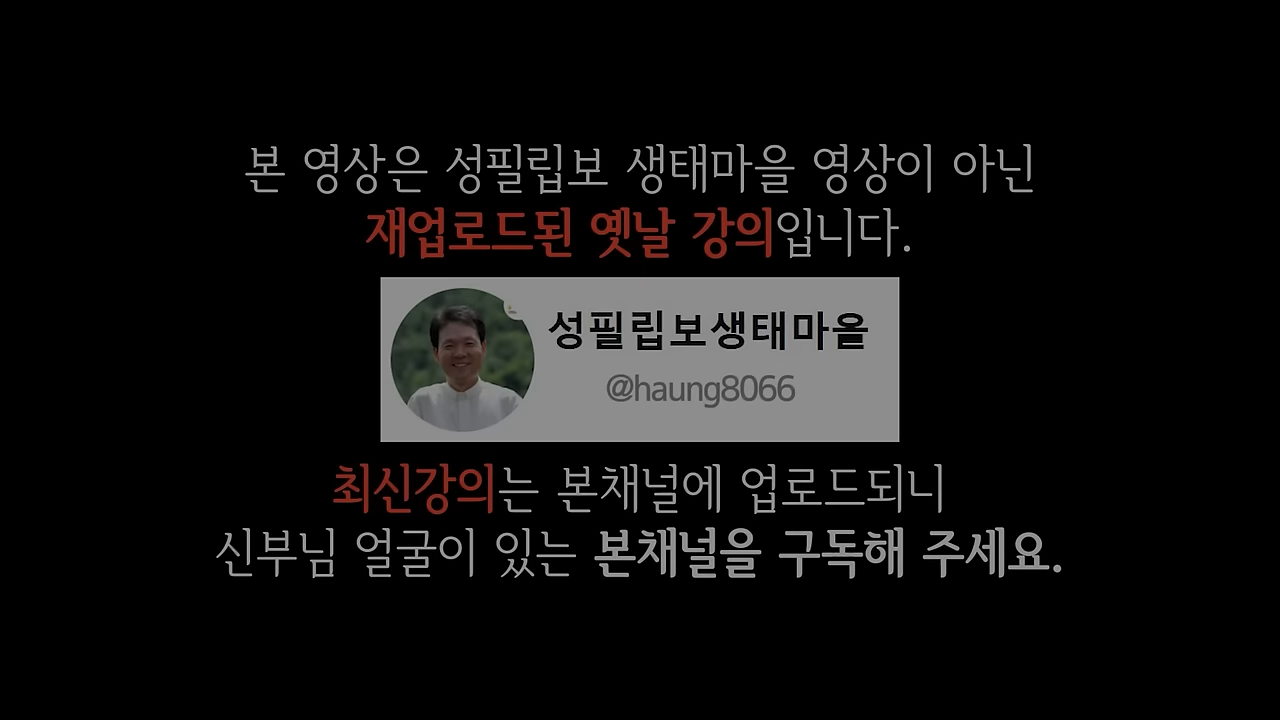 본 영상은 성필립보 생태마을 영상이 아닌
재업로드된 옛날 강의입니다.
성필립보생태마을
@haung8066
최신강의는 본채널에 업로드되니
신부님 얼굴이 있는 본채널을 구독해 주세요.